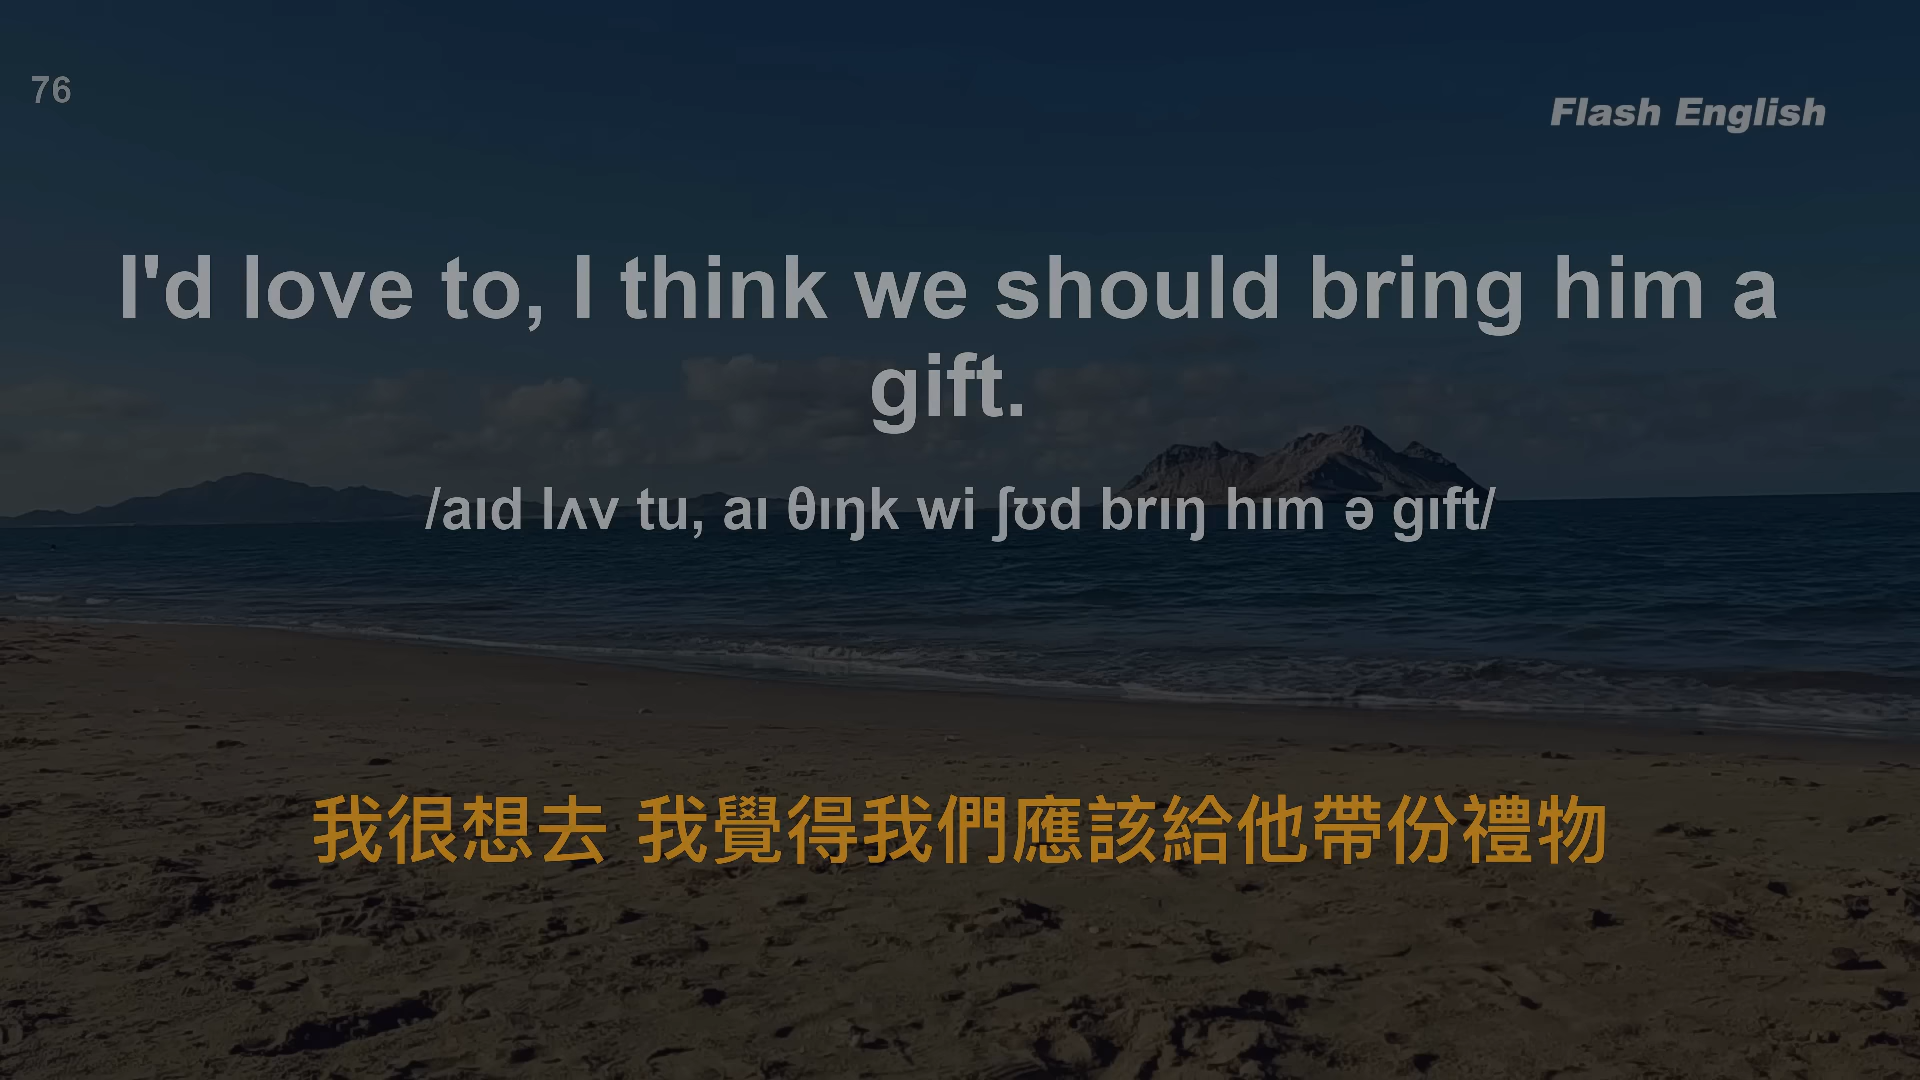 76
Flash English
I'd love to, I think we should bring him a
gift.
/aɪd lʌv tu, aɪ θɪŋk wi ʃʊd brɪŋ hɪm ə gɪft/
我很想去 我覺得我們應該給他帶份禮物